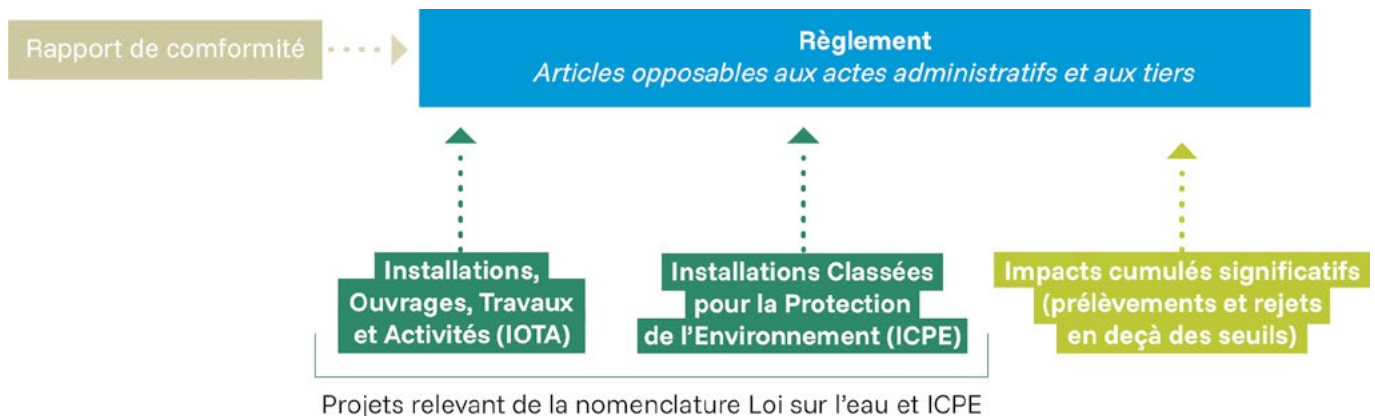 Rapport de comformité
Règlement
Articles opposables aux actes administratifs et aux tiers
Installations,
Ouvrages, Travaux
et Activités (IOTA)
Installations Classées
pour la Protection
de l'Environnement (ICPE)
Impacts cumulés significatifs
(prélèvements et rejets
en deçà des seuils)
Projets relevant de la nomenclature Loi sur l'eau et ICPE